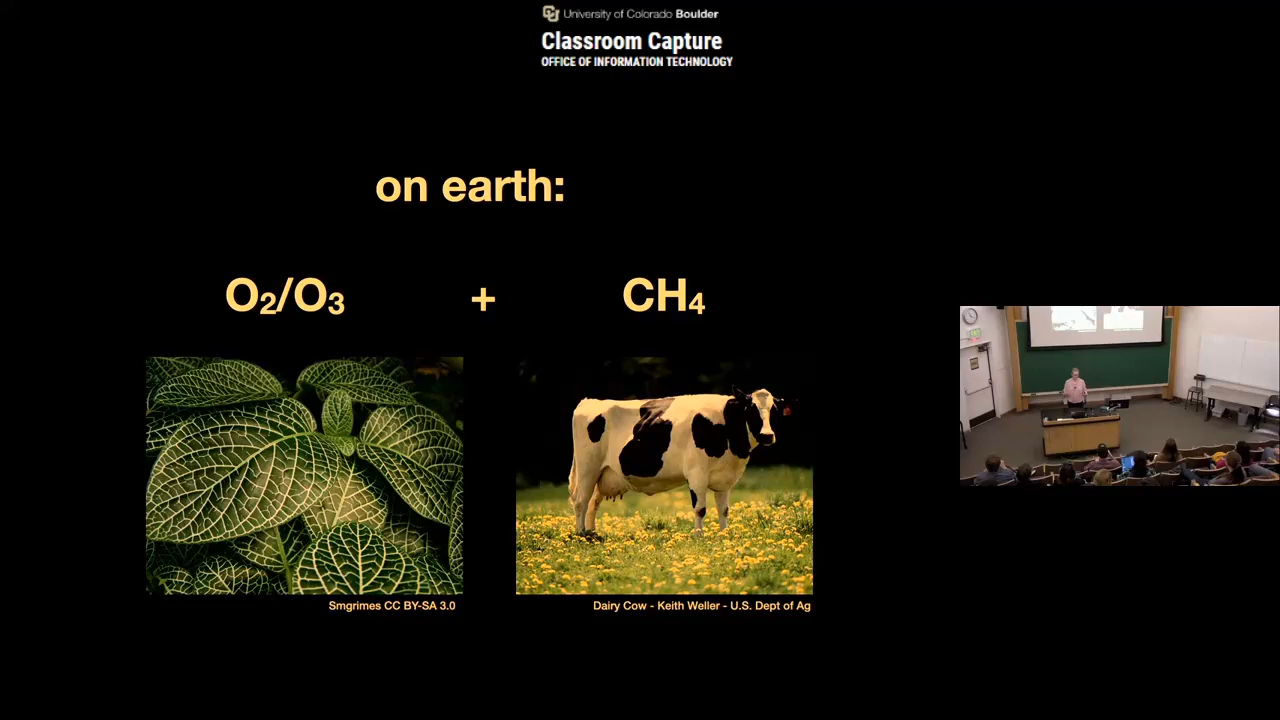 University of Colorado Boulder
Classroom Capture
OFFICE OF INFORMATION TECHNOLOGY
on earth:
O₂/O₃ + CH₄
Smgrimes CC BY-SA 3.0
Dairy Cow - Keith Weller - U.S. Dept of Ag